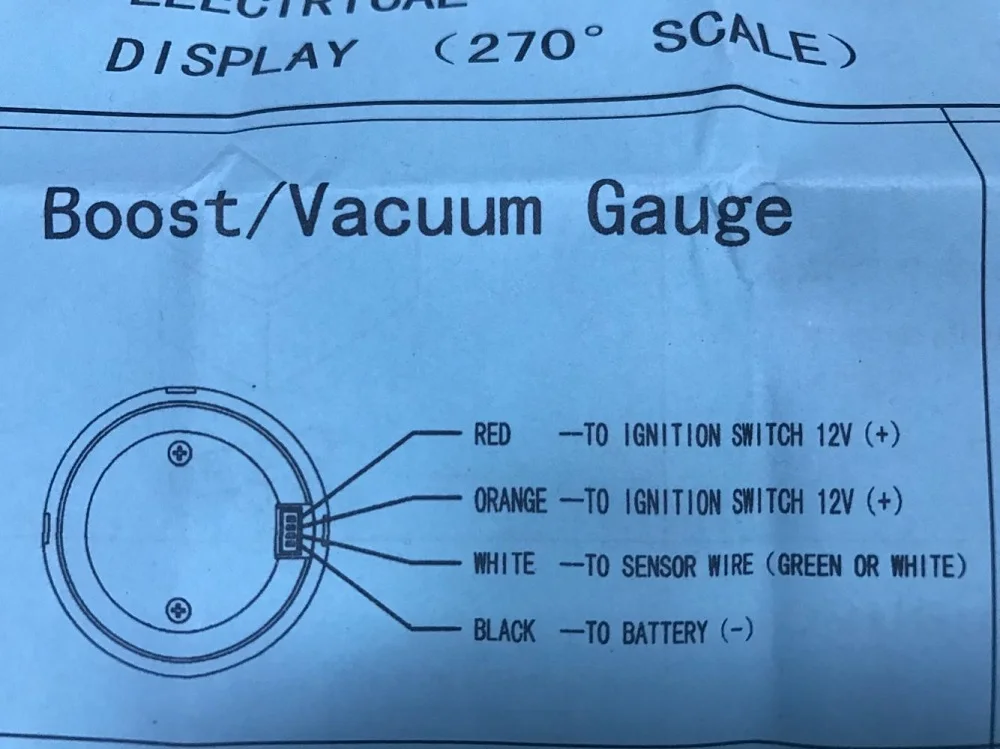 ELECTRICAL
DISPLAY (270° SCALE)
Boost/Vacuum Gauge
RED —TO IGNITION SWITCH 12V (+)
ORANGE —TO IGNITION SWITCH 12V (+)
WHITE —TO SENSOR WIRE (GREEN OR WHITE)
BLACK —TO BATTERY (-)